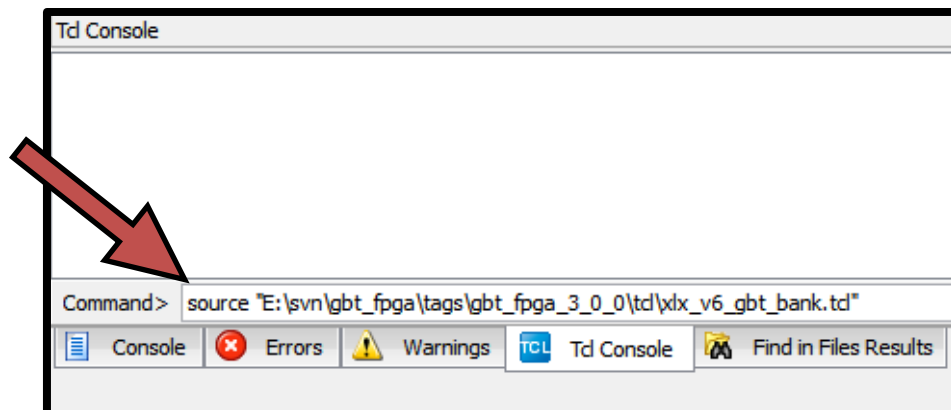 Tcl Console
Command> source "E:\svn\gbt_fpga\tags\gbt_fpga_3_0_0\tcl\xlx_v6_gbt_bank.tcl"
Console Errors Warnings TCL Tcl Console Find in Files Results